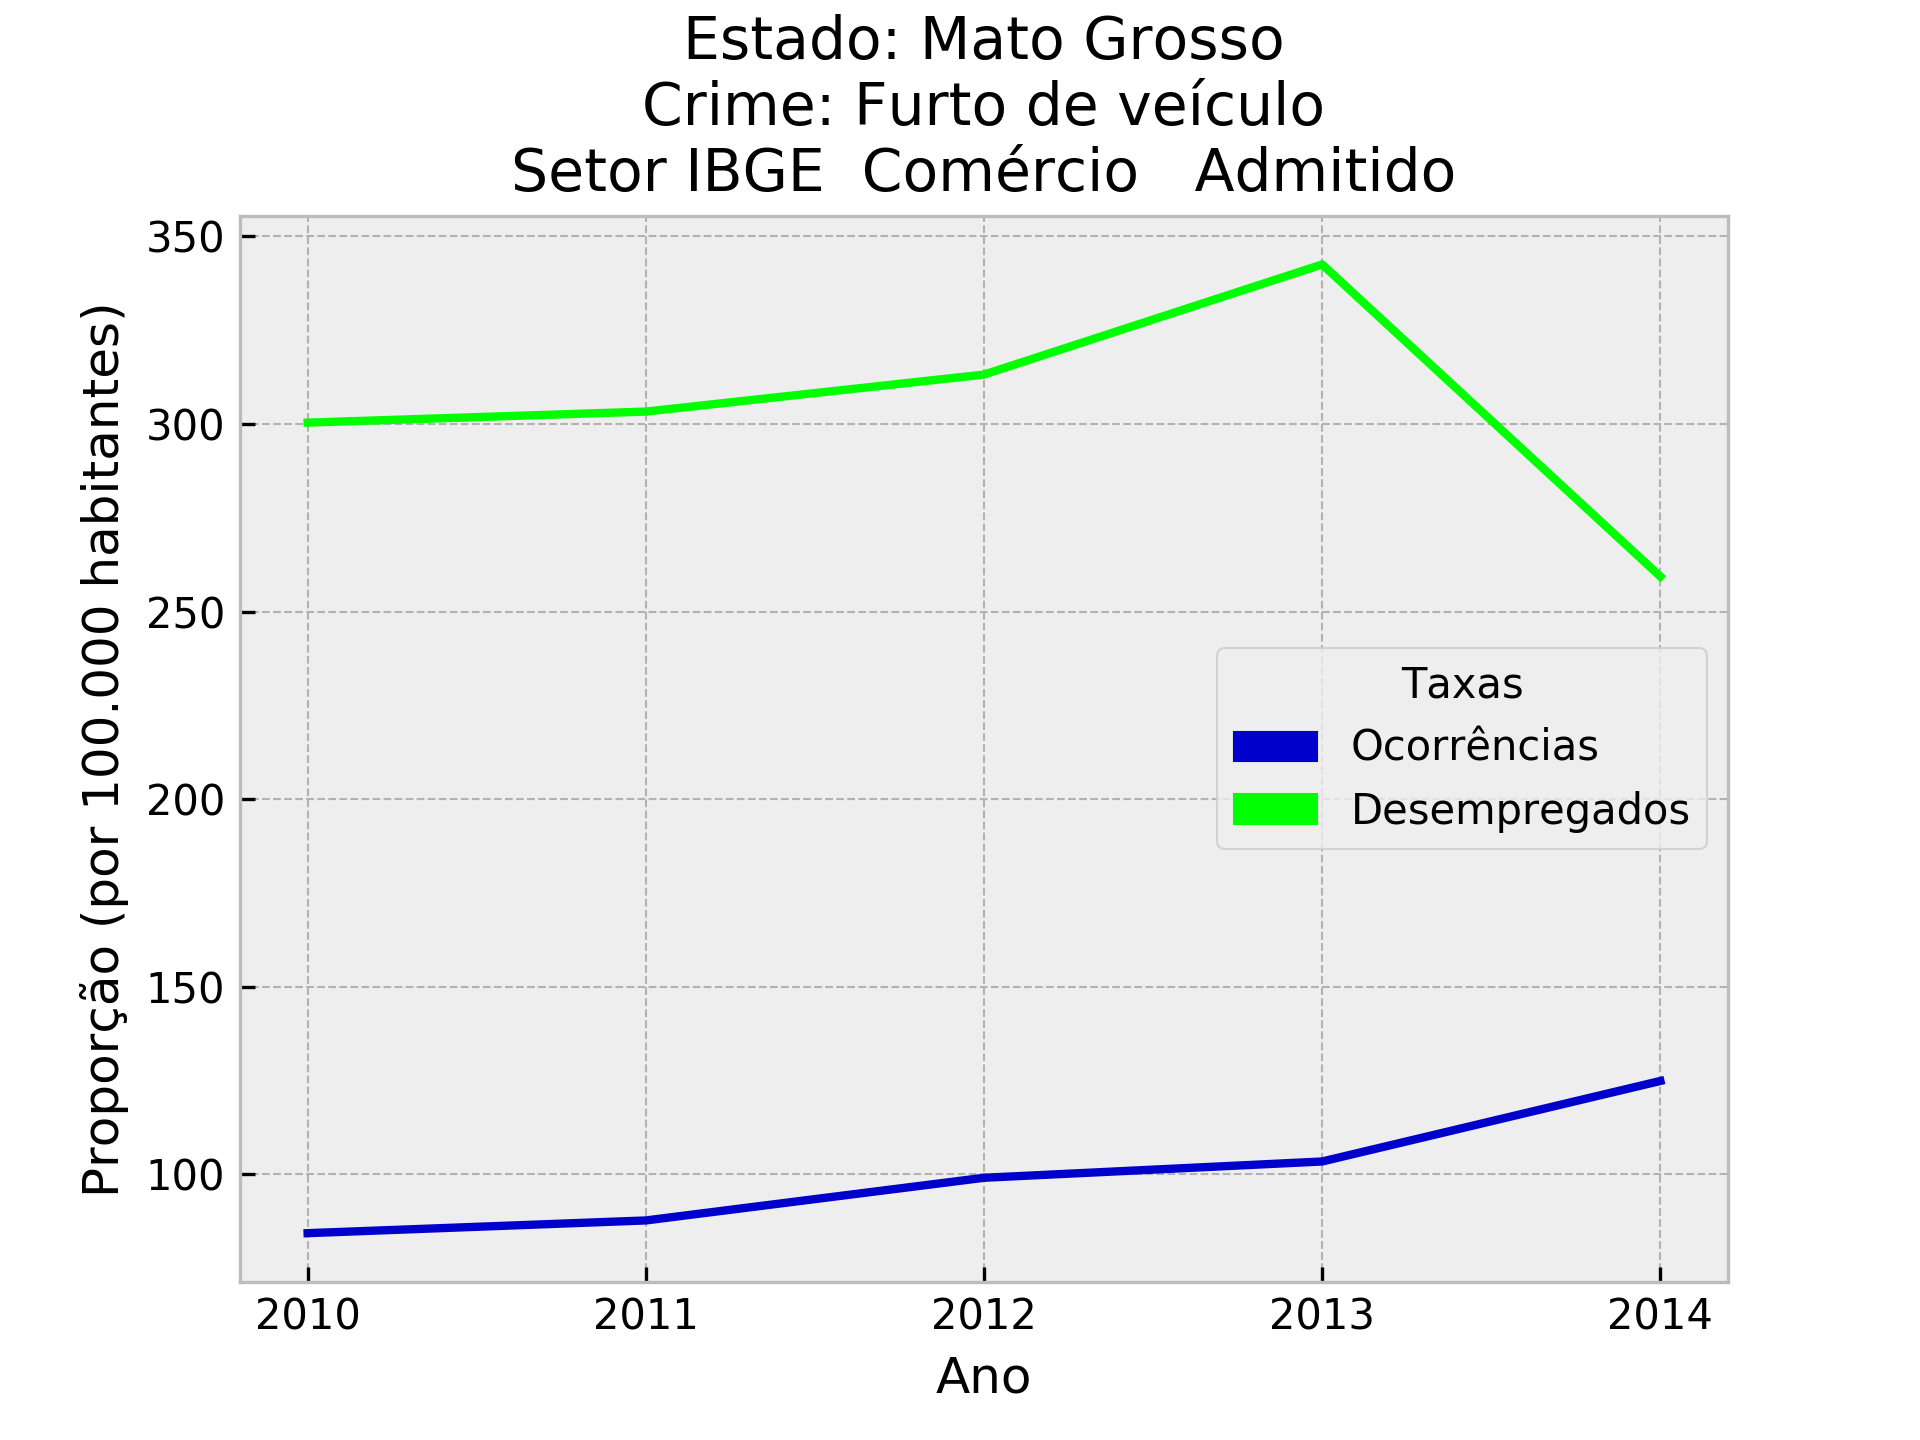 Estado: Mato Grosso
Crime: Furto de veículo
Setor IBGE  Comércio   Admitido
Proporção (por 100.000 habitantes)
350
300
250
200
150
100
Taxas
Ocorrências
Desempregados
2010 2011 2012 2013 2014
Ano